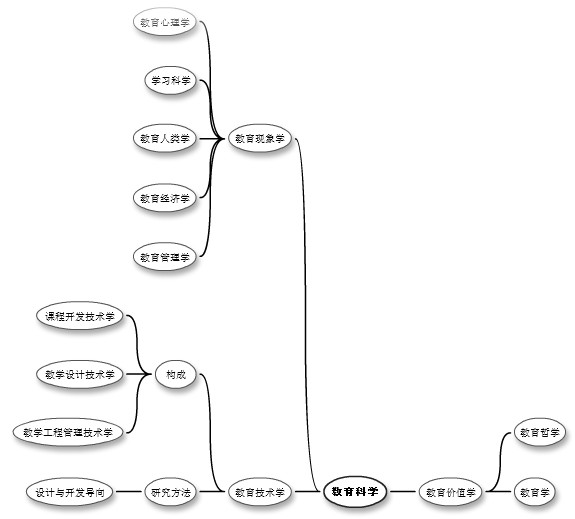 教育心理学
学习科学
教育人类学
教育现象学
教育经济学
教育管理学
课程开发技术学
教学设计技术学
构成
教学工程管理技术学
教育哲学
设计与开发导向
研究方法
教育技术学
教育科学
教育价值学
教育学